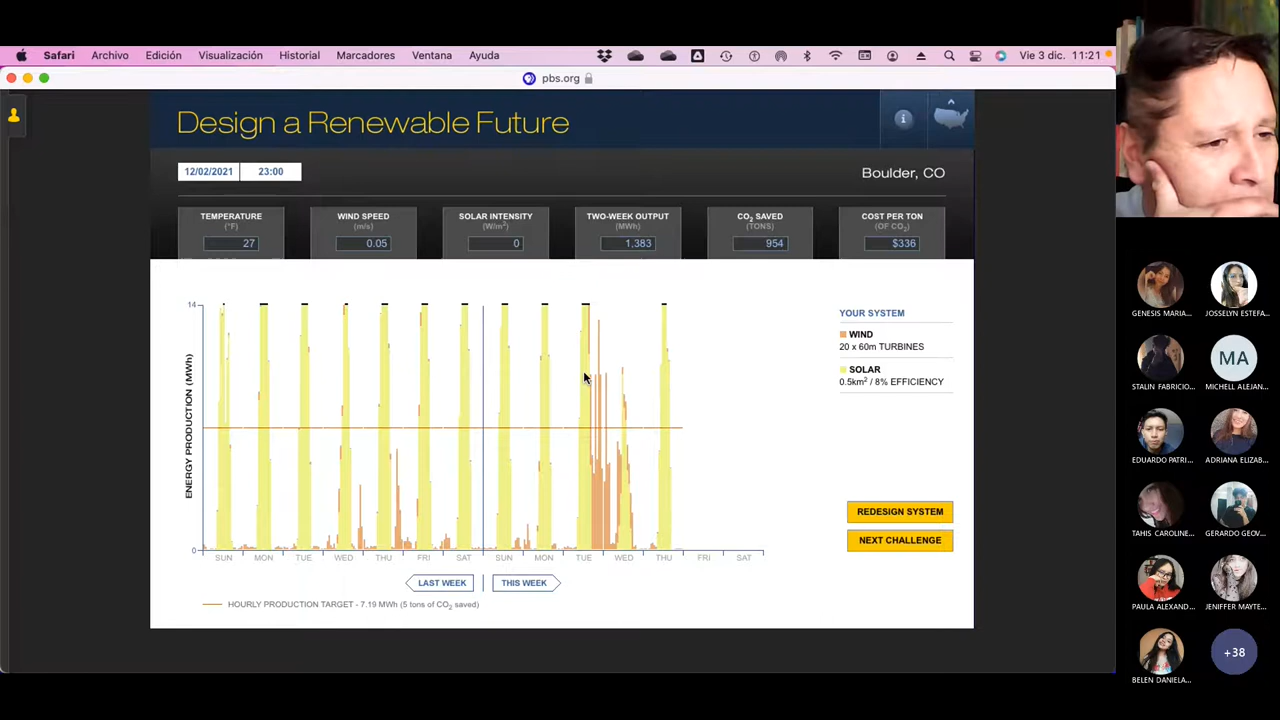 Safari Archivo Edición Visualización Historial Marcadores Ventana Ayuda Vie 3 dic. 11:21
pbs.org
Design a Renewable Future
12/02/2021 23:00 Boulder, CO
TEMPERATURE (°F) 27
WIND SPEED (m/s) 0.05
SOLAR INTENSITY (W/m²) 0
TWO-WEEK OUTPUT (MWh) 1,383
CO₂ SAVED (TONS) 954
COST PER TON (OF CO₂) $336
14
ENERGY PRODUCTION (MWh)
0
SUN MON TUE WED THU FRI SAT SUN MON TUE WED THU FRI SAT
LAST WEEK THIS WEEK
HOURLY PRODUCTION TARGET - 7.19 MWh (5 tons of CO₂ saved)
YOUR SYSTEM
WIND
20 x 60m TURBINES
SOLAR
0.5km² / 8% EFFICIENCY
REDESIGN SYSTEM
NEXT CHALLENGE
GENESIS MARIA... JOSSELYN ESTEFA...
MA
STALIN FABRICIO... MICHELL ALEJAN...
EDUARDO PATRI... ADRIANA ELIZAB...
TAHIS CAROLINE... GERARDO GEOV...
PAULA ALEXAND... JENIFFER MAYTE...
+38
BELEN DANIELA...